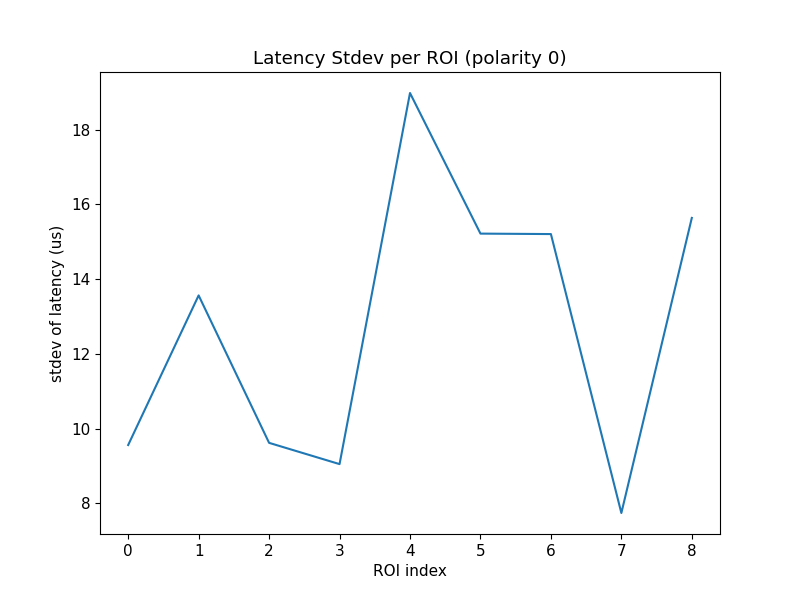 Latency Stdev per ROI (polarity 0)
stdev of latency (us)
18
16
14
12
10
8
0 1 2 3 4 5 6 7 8
ROI index